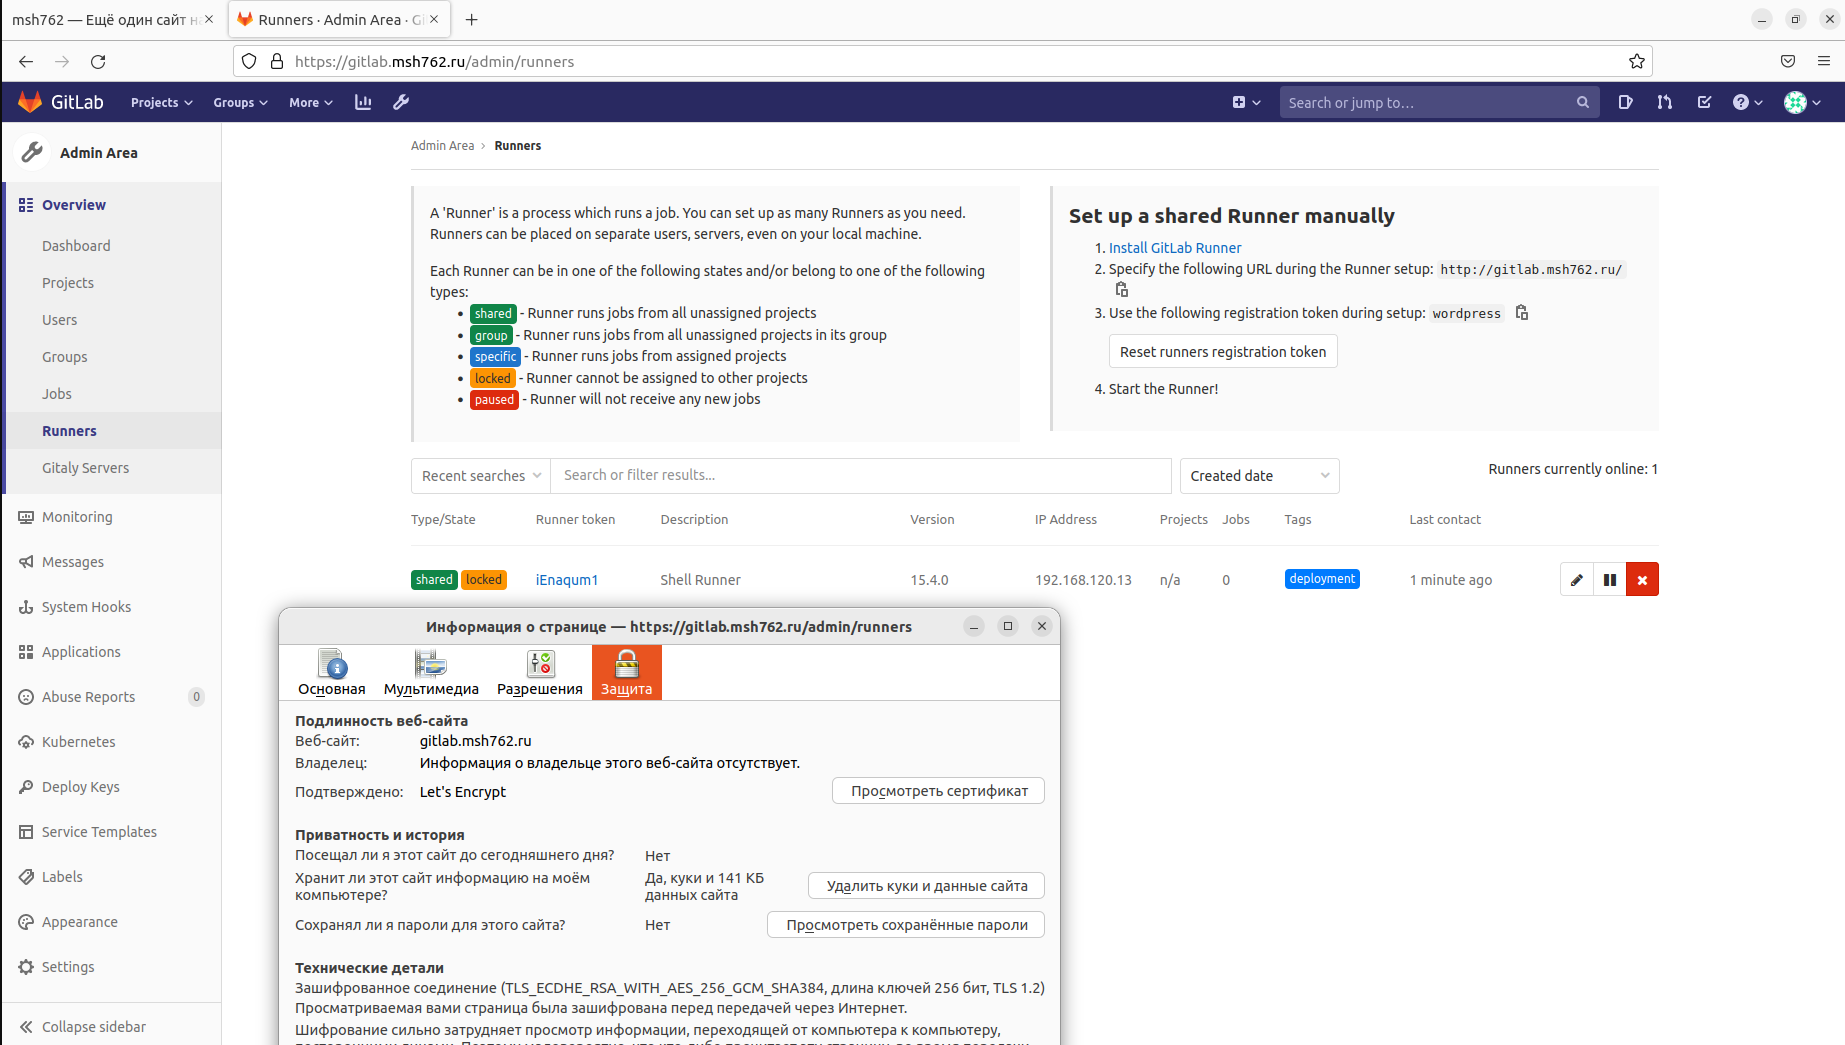 msh762 — Ещё один сайт н
Runners · Admin Area · G
https://gitlab.msh762.ru/admin/runners
GitLab
Projects
Groups
More
Search or jump to…
Admin Area
Overview
Dashboard
Projects
Users
Groups
Jobs
Runners
Gitaly Servers
Monitoring
Messages
System Hooks
Applications
Abuse Reports 0
Kubernetes
Deploy Keys
Service Templates
Labels
Appearance
Settings
Collapse sidebar
Admin Area › Runners
A 'Runner' is a process which runs a job. You can set up as many Runners as you need.
Runners can be placed on separate users, servers, even on your local machine.
Each Runner can be in one of the following states and/or belong to one of the following
types:
• shared - Runner runs jobs from all unassigned projects
• group - Runner runs jobs from all unassigned projects in its group
• specific - Runner runs jobs from assigned projects
• locked - Runner cannot be assigned to other projects
• paused - Runner will not receive any new jobs
Set up a shared Runner manually
1. Install GitLab Runner
2. Specify the following URL during the Runner setup: http://gitlab.msh762.ru/
3. Use the following registration token during setup: wordpress
Reset runners registration token
4. Start the Runner!
Recent searches
Search or filter results...
Created date
Runners currently online: 1
Type/State Runner token Description Version IP Address Projects Jobs Tags Last contact
shared locked iEnaqum1 Shell Runner 15.4.0 192.168.120.13 n/a 0 deployment 1 minute ago
Информация о странице — https://gitlab.msh762.ru/admin/runners
Основная
Мультимедиа
Разрешения
Защита
Подлинность веб-сайта
Веб-сайт: gitlab.msh762.ru
Владелец: Информация о владельце этого веб-сайта отсутствует.
Подтверждено: Let's Encrypt
Просмотреть сертификат
Приватность и история
Посещал ли я этот сайт до сегодняшнего дня? Нет
Хранит ли этот сайт информацию на моём
компьютере?
Да, куки и 141 КБ
данных сайта
Удалить куки и данные сайта
Сохранял ли я пароли для этого сайта? Нет
Просмотреть сохранённые пароли
Технические детали
Зашифрованное соединение (TLS_ECDHE_RSA_WITH_AES_256_GCM_SHA384, длина ключей 256 бит, TLS 1.2)
Просматриваемая вами страница была зашифрована перед передачей через Интернет.
Шифрование сильно затрудняет просмотр информации, переходящей от компьютера к компьютеру,